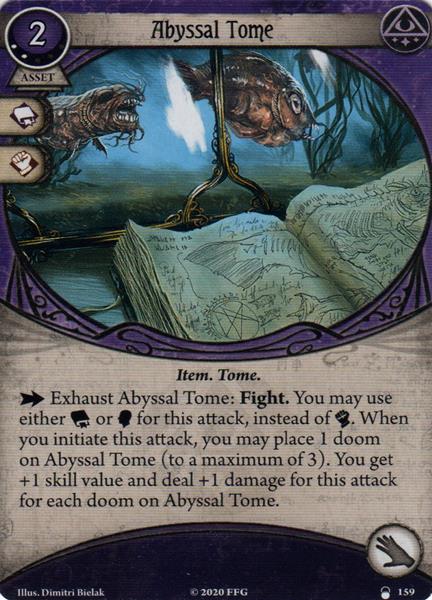 2
Abyssal Tome
ASSET
Item. Tome.
Exhaust Abyssal Tome: Fight. You may use
either or for this attack, instead of . When
you initiate this attack, you may place 1 doom
on Abyssal Tome (to a maximum of 3). You get
+1 skill value and deal +1 damage for this attack
for each doom on Abyssal Tome.
Illus. Dimitri Bielak
© 2020 FFG
159